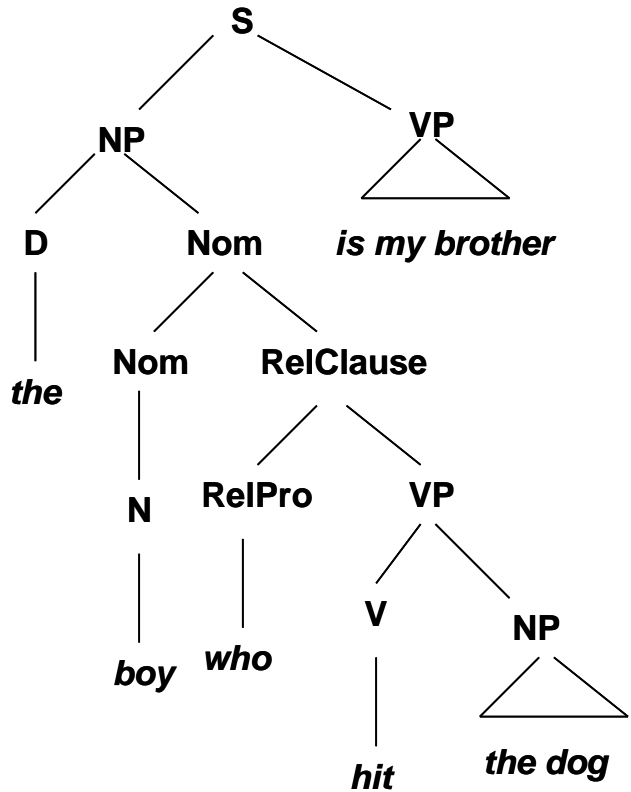 S
NP VP
D Nom is my brother
the Nom RelClause
N RelPro VP
boy who V NP
hit the dog